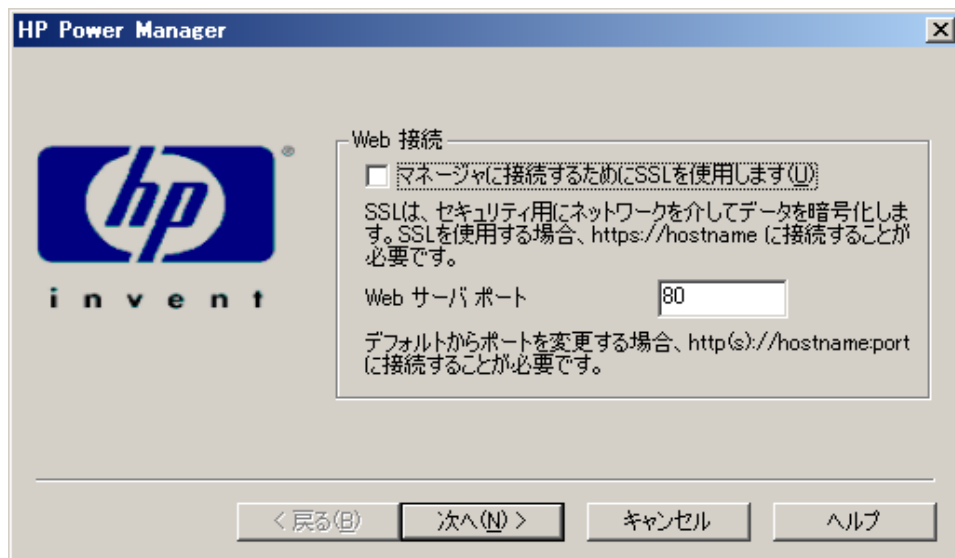 HP Power Manager
Web 接続
マネージャに接続するためにSSLを使用します(U)
SSLは、セキュリティ用にネットワークを介してデータを暗号化しま
す。SSLを使用する場合、https://hostname に接続することが
必要です。
Web サーバ ポート
80
デフォルトからポートを変更する場合、http(s)://hostname:port
に接続することが必要です。
hp
®
invent
< 戻る(B)
次へ(N) >
キャンセル
ヘルプ